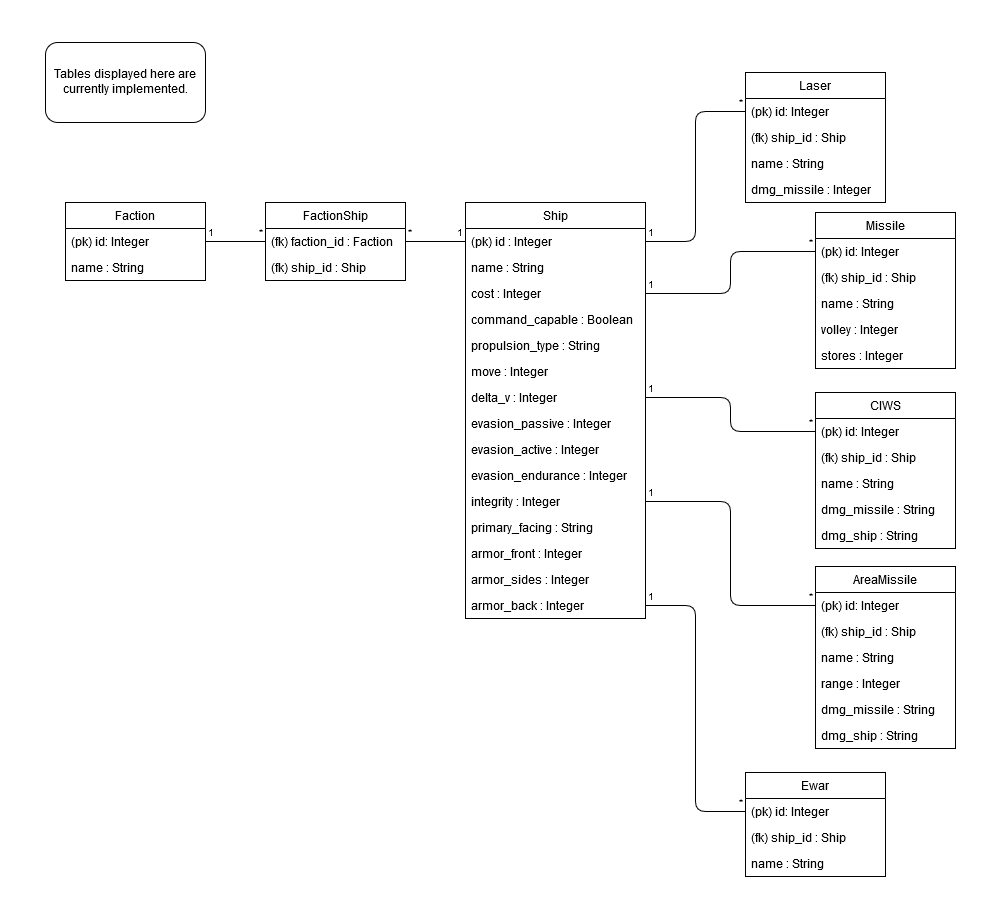 Tables displayed here are
currently implemented.
Faction
(pk) id: Integer
name : String
1
*
FactionShip
(fk) faction_id : Faction
(fk) ship_id : Ship
*
1
Ship
(pk) id : Integer
name : String
cost : Integer
command_capable : Boolean
propulsion_type : String
move : Integer
delta_v : Integer
evasion_passive : Integer
evasion_active : Integer
evasion_endurance : Integer
integrity : Integer
primary_facing : String
armor_front : Integer
armor_sides : Integer
armor_back : Integer
1
*
Laser
(pk) id: Integer
(fk) ship_id : Ship
name : String
dmg_missile : Integer
1
*
Missile
(pk) id: Integer
(fk) ship_id : Ship
name : String
volley : Integer
stores : Integer
1
*
CIWS
(pk) id: Integer
(fk) ship_id : Ship
name : String
dmg_missile : String
dmg_ship : String
1
*
AreaMissile
(pk) id: Integer
(fk) ship_id : Ship
name : String
range : Integer
dmg_missile : String
dmg_ship : String
1
*
Ewar
(pk) id: Integer
(fk) ship_id : Ship
name : String